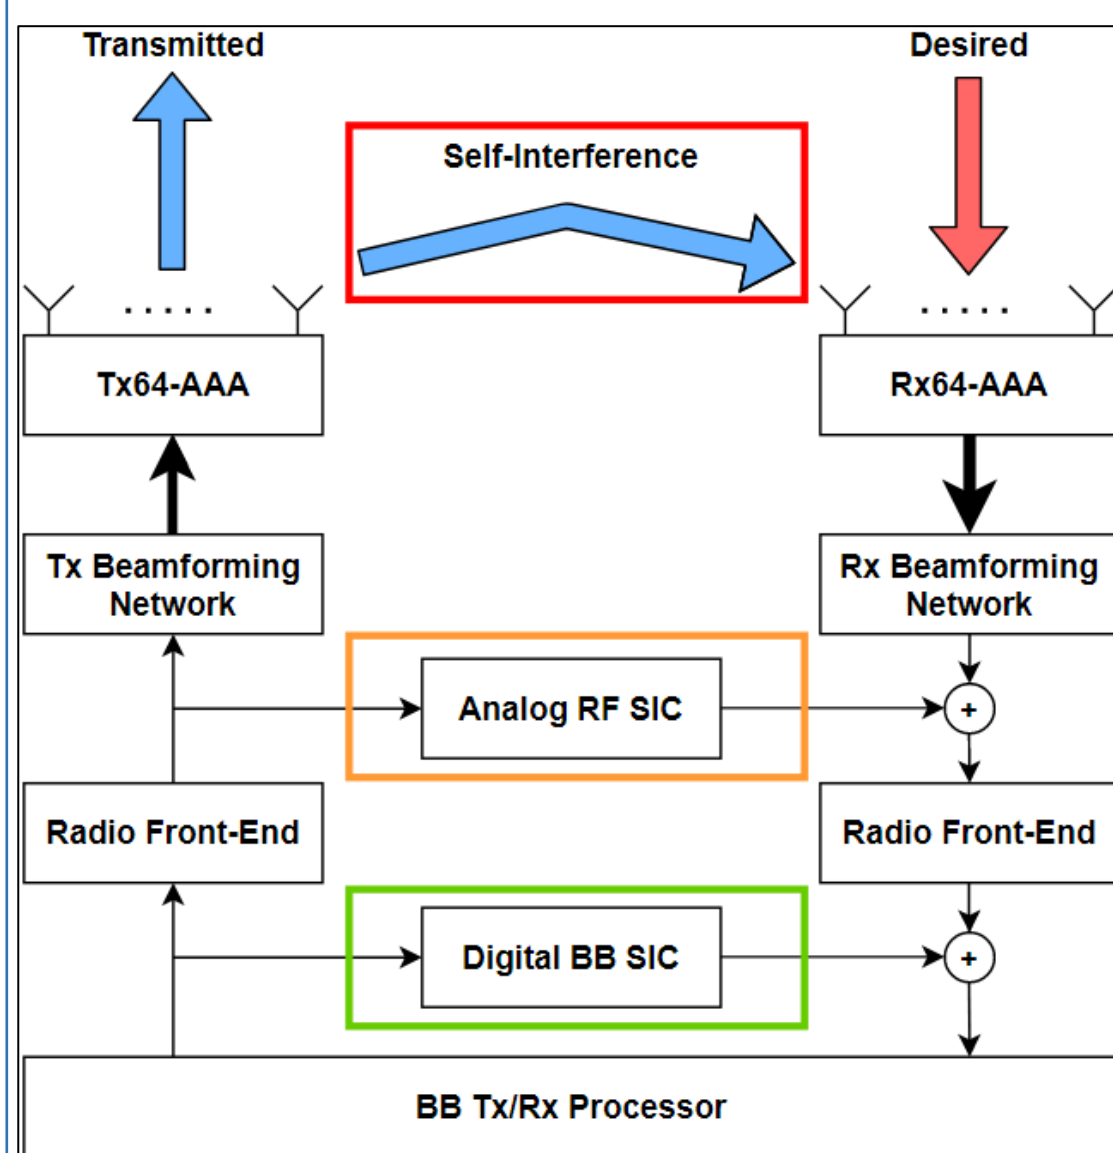 Transmitted
Desired
Self-Interference
Tx64-AAA
Rx64-AAA
Tx Beamforming
Network
Rx Beamforming
Network
Analog RF SIC
+
Radio Front-End
Radio Front-End
Digital BB SIC
+
BB Tx/Rx Processor